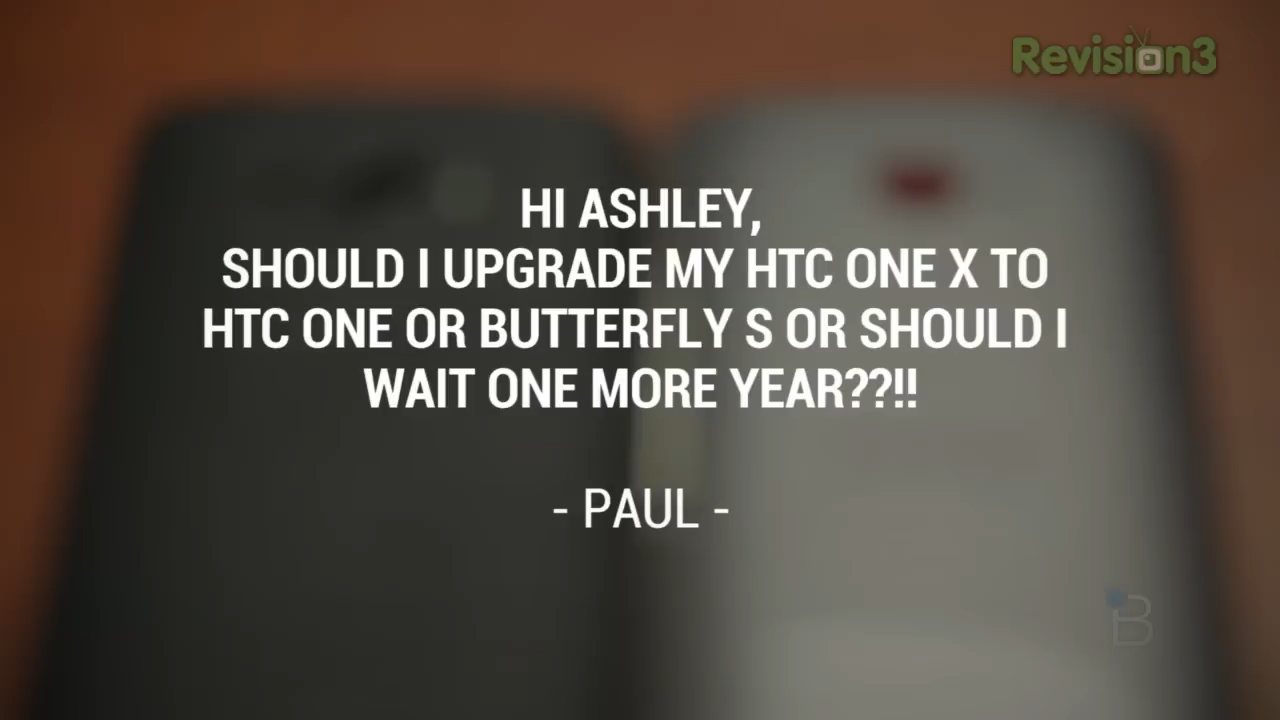 Revision3
HI ASHLEY,
SHOULD I UPGRADE MY HTC ONE X TO
HTC ONE OR BUTTERFLY S OR SHOULD I
WAIT ONE MORE YEAR??!!
- PAUL -
B